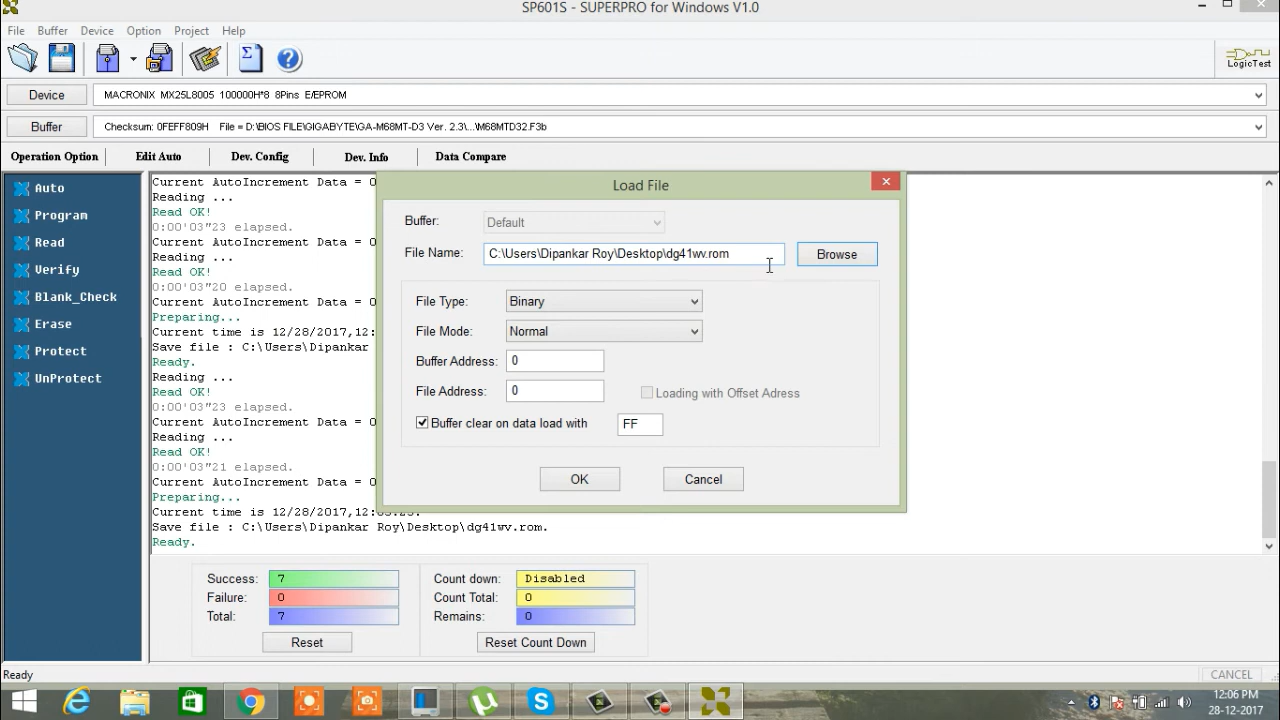 SP601S - SUPERPRO for Windows V1.0
File Buffer Device Option Project Help
LogicTest
Device MACRONIX MX25L8005 100000H*8 8Pins E/EPROM
Buffer Checksum: 0FEFF809H File = D:\BIOS FILE\GIGABYTE\GA-M68MT-D3 Ver. 2.3\...\M68MTD32.F3b
Operation Option Edit Auto Dev. Config Dev. Info Data Compare
Auto
Program
Read
Verify
Blank_Check
Erase
Protect
UnProtect
Current AutoIncrement Data = 0
Reading ...
Read OK!
0:00'03"23 elapsed.
Current AutoIncrement Data = 0
Reading ...
Read OK!
0:00'03"20 elapsed.
Current AutoIncrement Data = 0
Preparing...
Current time is 12/28/2017,12:
Save file : C:\Users\Dipankar
Ready.
Reading ...
Read OK!
0:00'03"23 elapsed.
Current AutoIncrement Data = 0
Reading ...
Read OK!
0:00'03"21 elapsed.
Current AutoIncrement Data = 0
Preparing...
Current time is 12/28/2017,12:
Save file : C:\Users\Dipankar Roy\Desktop\dg41wv.rom.
Ready.
Load File
Buffer: Default
File Name: C:\Users\Dipankar Roy\Desktop\dg41wv.rom Browse
File Type: Binary
File Mode: Normal
Buffer Address: 0
File Address: 0 Loading with Offset Adress
Buffer clear on data load with FF
OK Cancel
Success: 7 Count down: Disabled
Failure: 0 Count Total: 0
Total: 7 Remains: 0
Reset Reset Count Down
Ready CANCEL
12:06 PM
28-12-2017